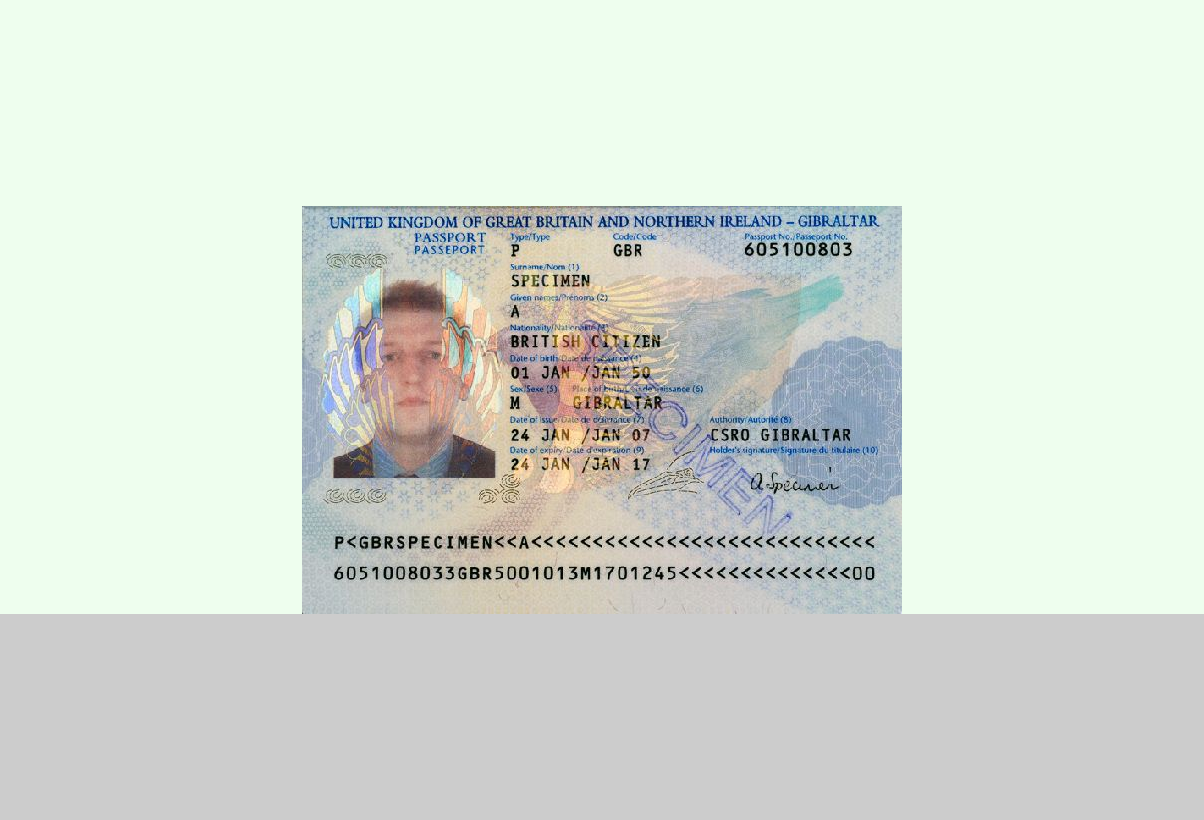 UNITED KINGDOM OF GREAT BRITAIN AND NORTHERN IRELAND – GIBRALTAR
PASSPORT
PASSEPORT
Type/Type
Code/Code
Passport No./Passeport No.
P
GBR
605100803
Surname/Nom (1)
SPECIMEN
Given names/Prénoms (2)
A
Nationality/Nationalité (3)
BRITISH CITIZEN
Date of birth/Date de naissance (4)
01 JAN /JAN 50
Sex/Sexe (5) Place of birth/Lieu de naissance (6)
M GIBRALTAR
Date of issue/Date de délivrance (7)
Authority/Autorité (8)
24 JAN /JAN 07
CSRO GIBRALTAR
Date of expiry/Date d'expiration (9)
Holder's signature/Signature du titulaire (10)
24 JAN /JAN 17
A Specimen
SPECIMEN
P<GBRSPECIMEN<<A<<<<<<<<<<<<<<<<<<<<<<<<<<<<
6051008033GBR5001013M1701245<<<<<<<<<<<<<<00